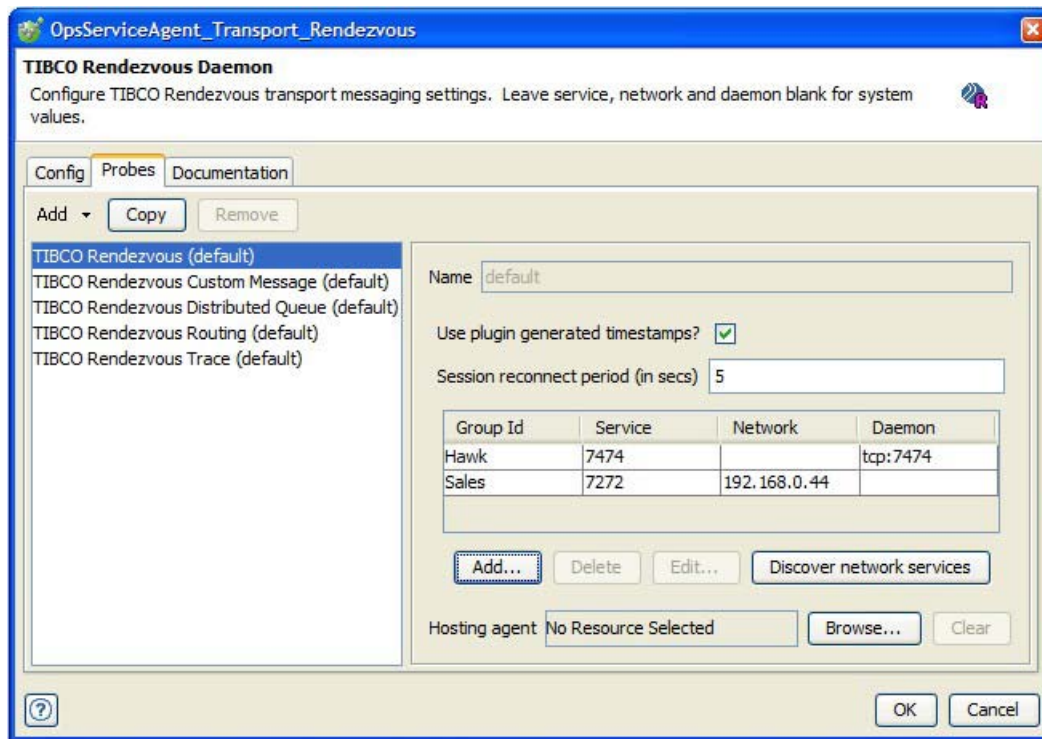 OpsServiceAgent_Transport_Rendezvous
TIBCO Rendezvous Daemon
Configure TIBCO Rendezvous transport messaging settings. Leave service, network and daemon blank for system
values.
R
Config Probes Documentation
Add Copy Remove
TIBCO Rendezvous (default)
TIBCO Rendezvous Custom Message (default)
TIBCO Rendezvous Distributed Queue (default)
TIBCO Rendezvous Routing (default)
TIBCO Rendezvous Trace (default)
Name default
Use plugin generated timestamps?
Session reconnect period (in secs) 5
Group Id Service Network Daemon
Hawk 7474 tcp:7474
Sales 7272 192.168.0.44
Add... Delete Edit... Discover network services
Hosting agent No Resource Selected Browse... Clear
? OK Cancel